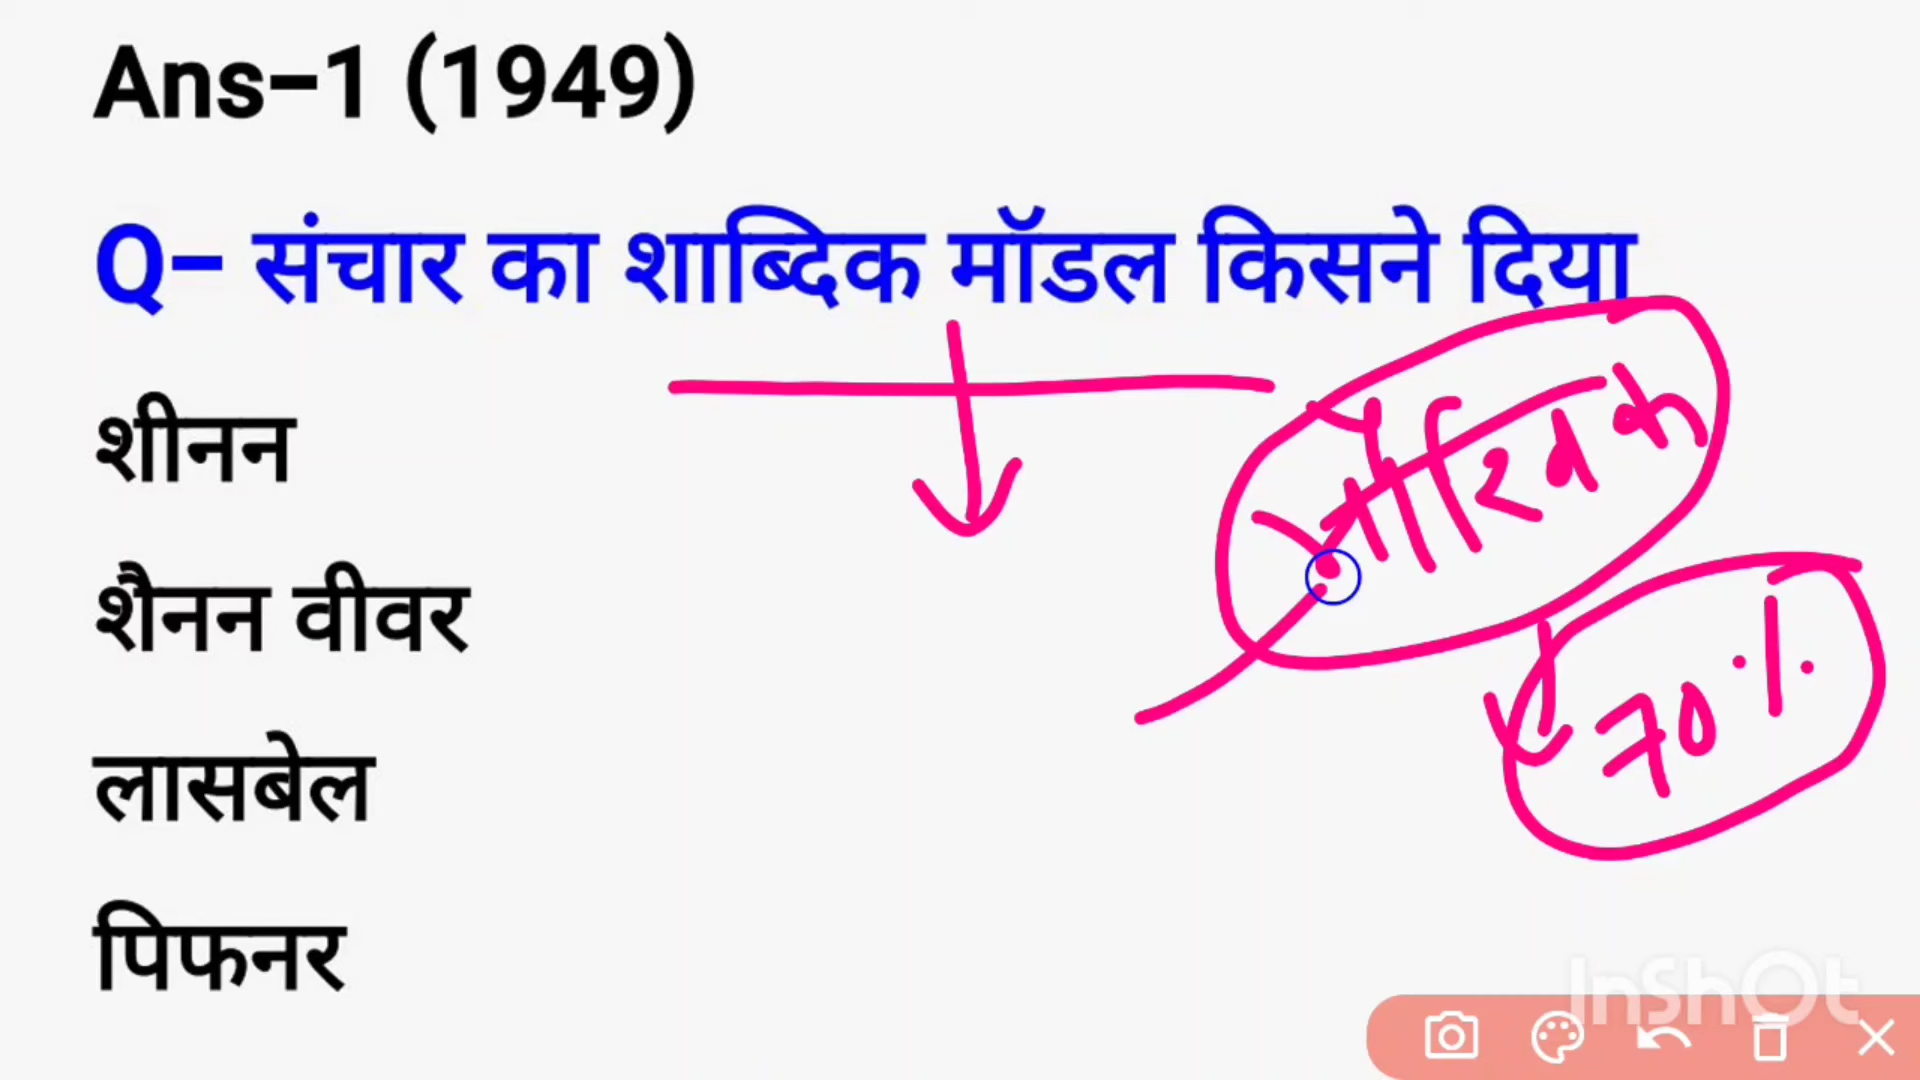 Ans–1 (1949)
Q– संचार का शाब्दिक मॉडल किसने दिया
शीनन
शैनन वीवर
लासबेल
पिफनर
70%
InShOt